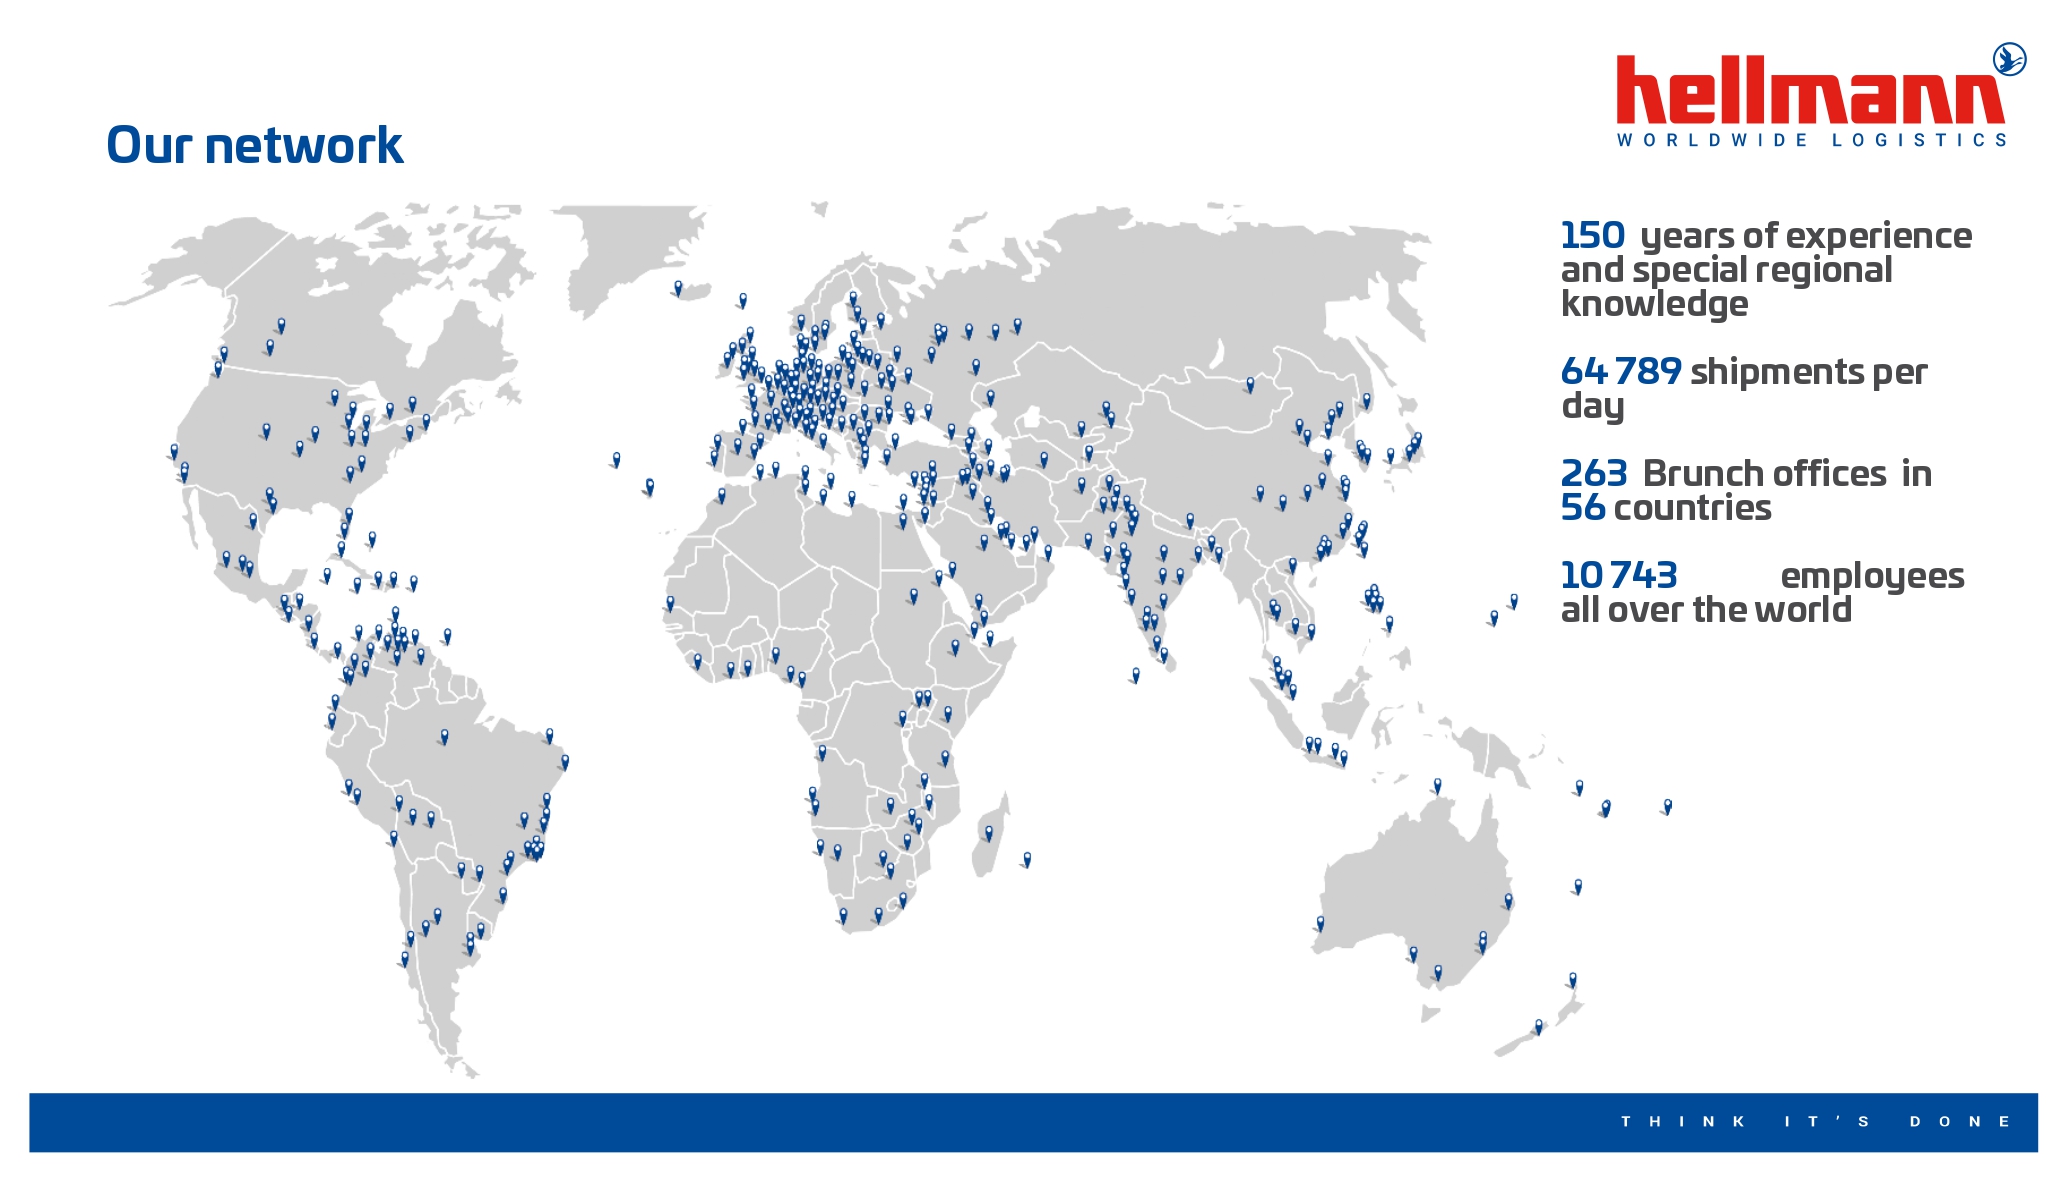 hellmann
WORLDWIDE LOGISTICS
Our network
150 years of experience
and special regional
knowledge
64 789 shipments per
day
263 Brunch offices in
56 countries
10 743 employees
all over the world
THINK IT'S DONE